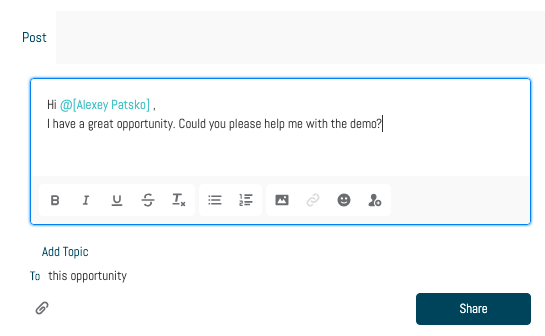 Post
Hi @[Alexey Patsko] ,
I have a great opportunity. Could you please help me with the demo?
B I U S Tx
Add Topic
To this opportunity
Share